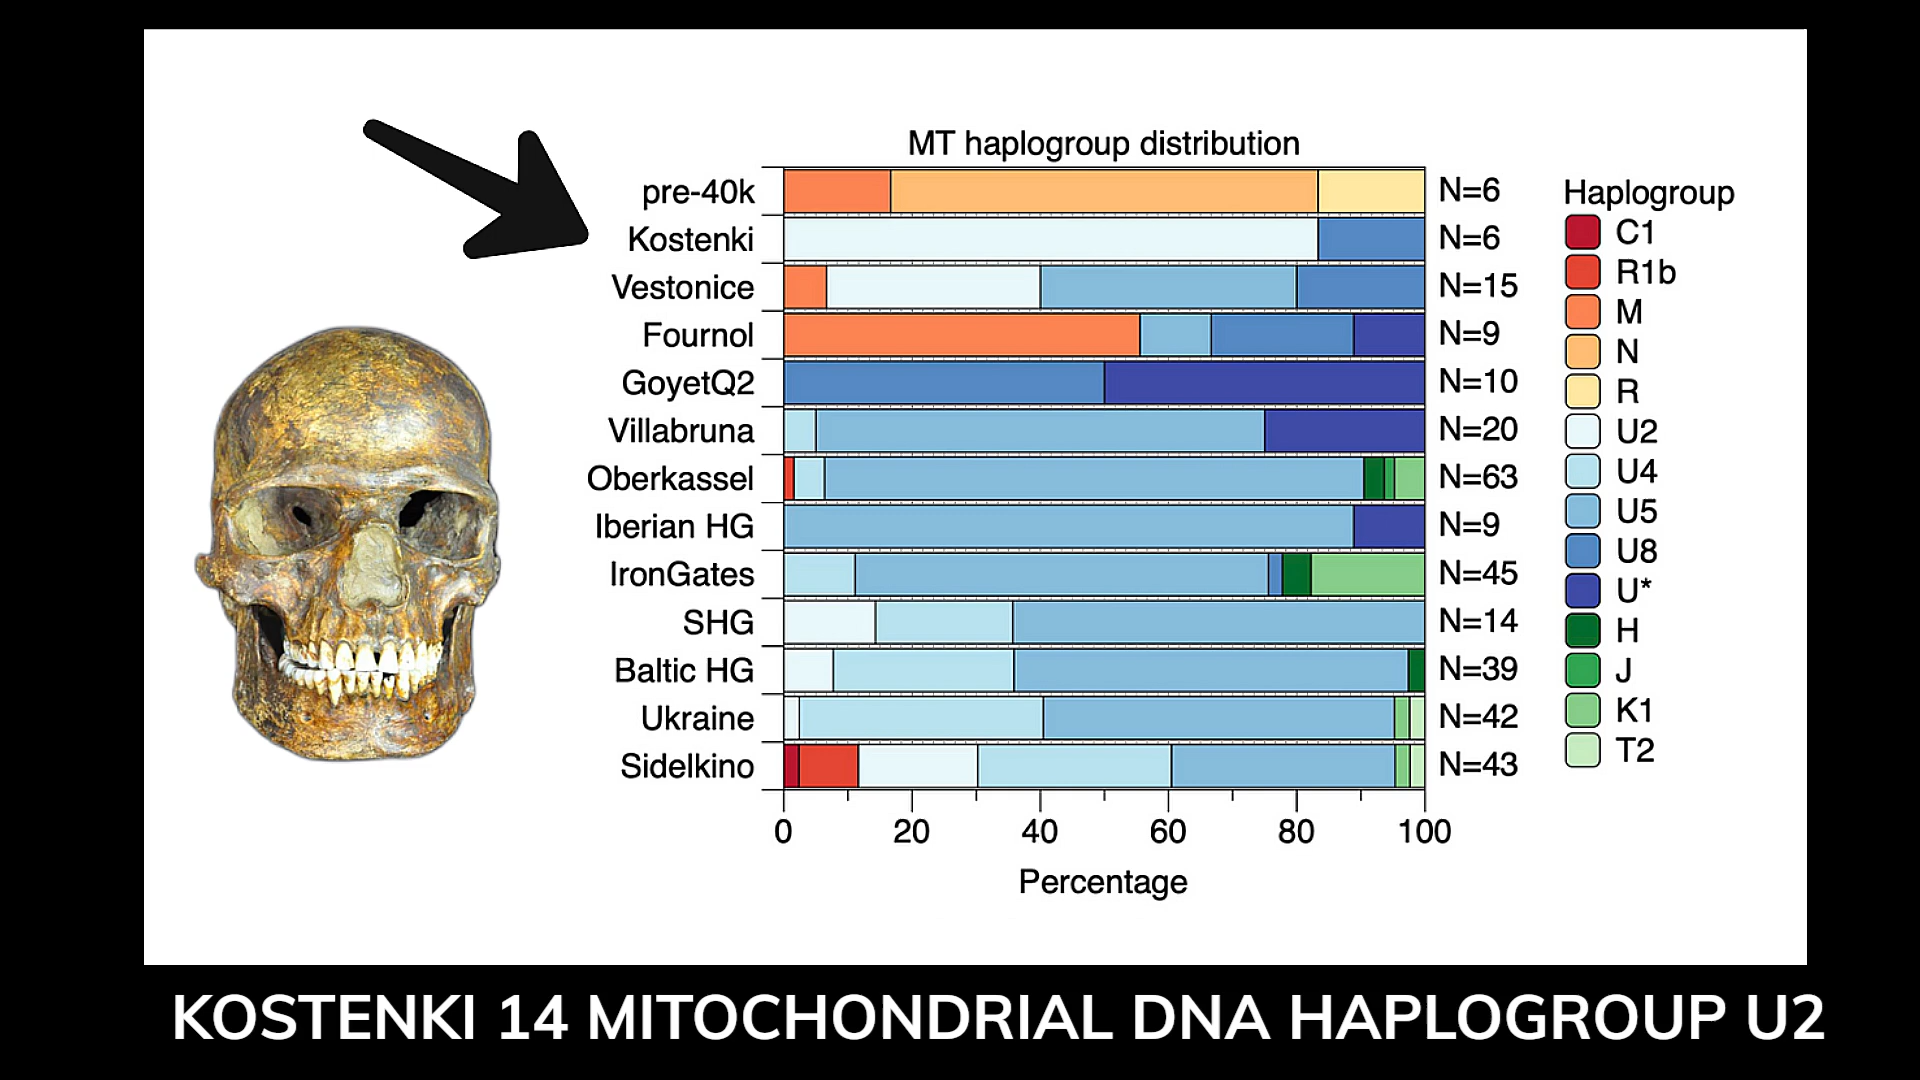 MT haplogroup distribution
pre-40k N=6
Kostenki N=6
Vestonice N=15
Fournol N=9
GoyetQ2 N=10
Villabruna N=20
Oberkassel N=63
Iberian HG N=9
IronGates N=45
SHG N=14
Baltic HG N=39
Ukraine N=42
Sidelkino N=43
0 20 40 60 80 100
Percentage
Haplogroup
C1
R1b
M
N
R
U2
U4
U5
U8
U*
H
J
K1
T2
KOSTENKI 14 MITOCHONDRIAL DNA HAPLOGROUP U2